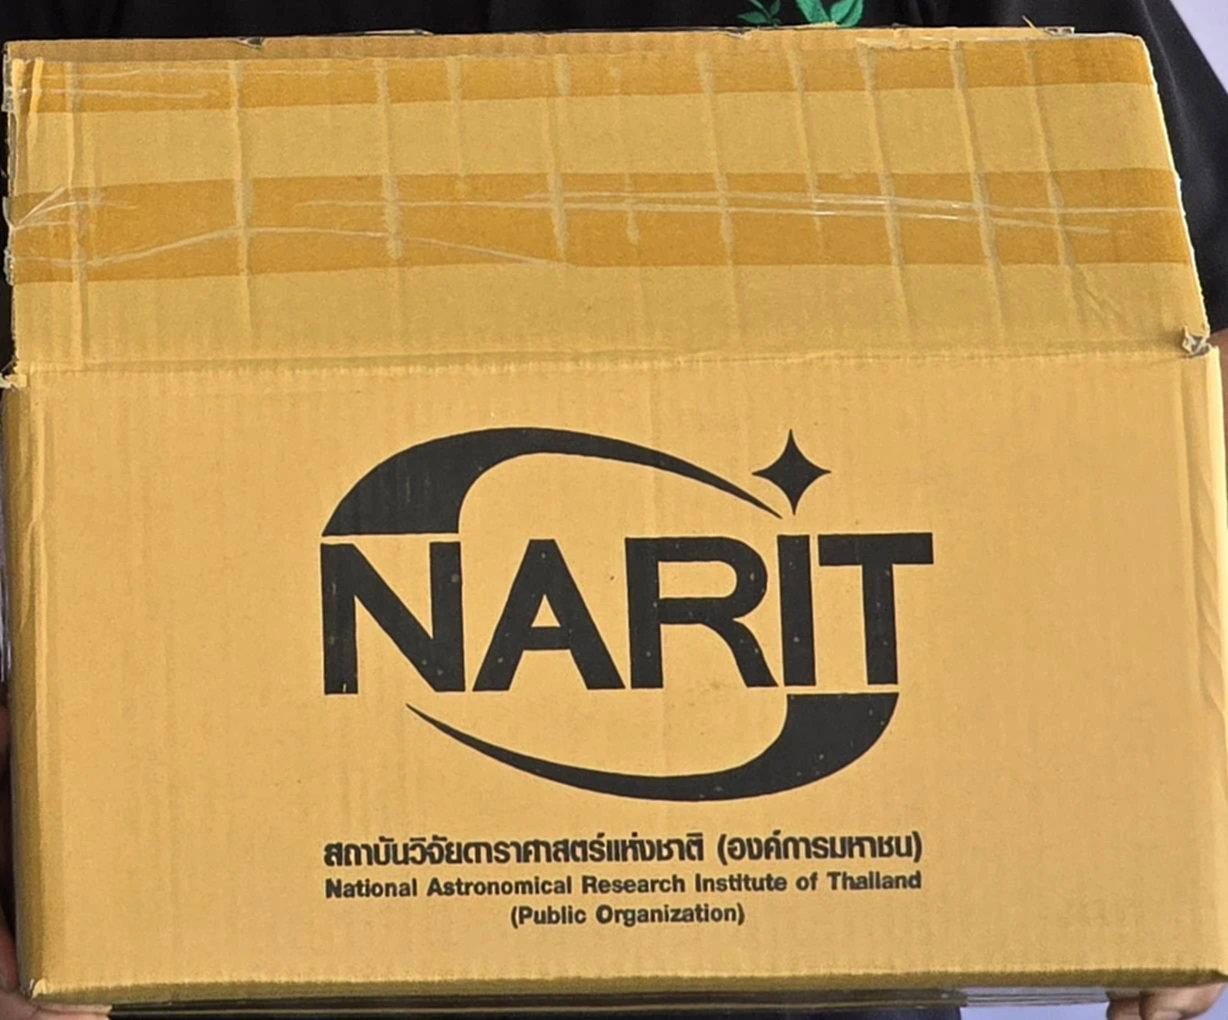 NARIT
สถาบันวิจัยดาราศาสตร์แห่งชาติ (องค์การมหาชน)
National Astronomical Research Institute of Thailand
(Public Organization)